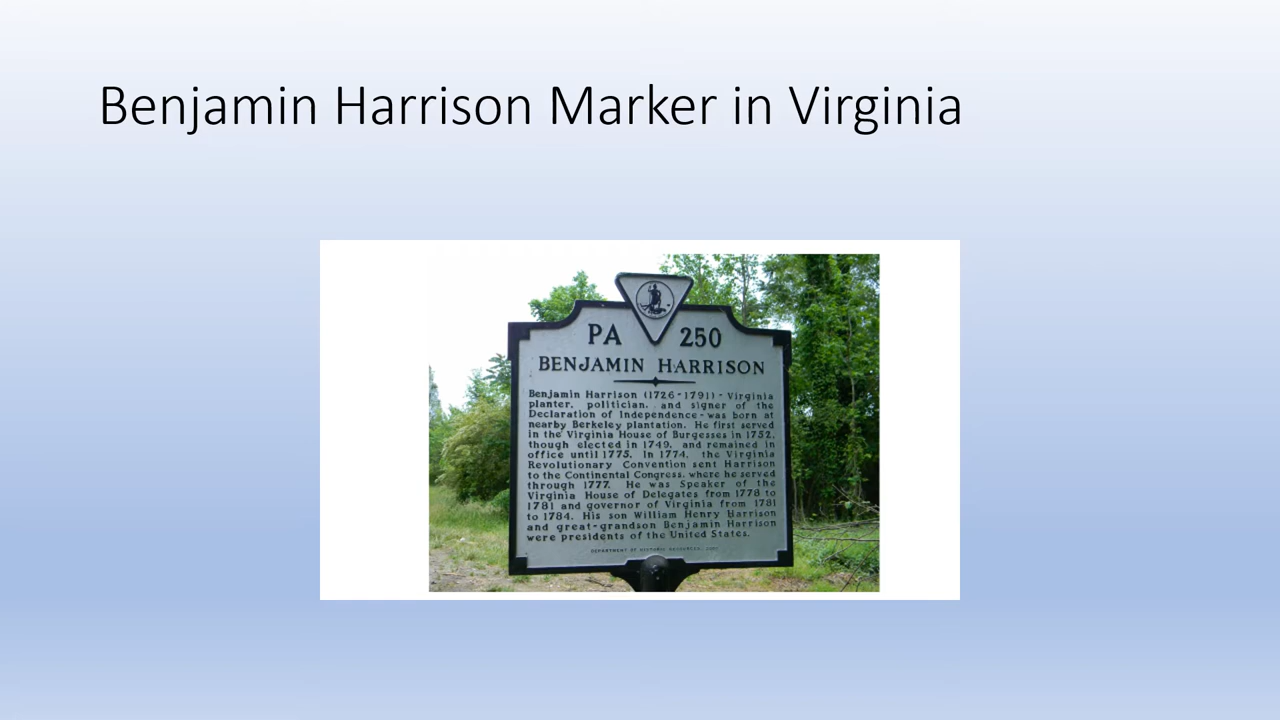 Benjamin Harrison Marker in Virginia
PA 250
BENJAMIN HARRISON
Benjamin Harrison (1726-1791) - Virginia
planter, politician, and signer of the
Declaration of Independence - was born at
nearby Berkeley plantation. He first served
in the Virginia House of Burgesses in 1752,
though elected in 1749, and remained in
office until 1775. In 1774, the Virginia
Revolutionary Convention sent Harrison
to the Continental Congress, where he served
through 1777. He was Speaker of the
Virginia House of Delegates from 1778 to
1781 and governor of Virginia from 1781
to 1784. His son William Henry Harrison
and great-grandson Benjamin Harrison
were presidents of the United States.
DEPARTMENT OF HISTORIC RESOURCES,